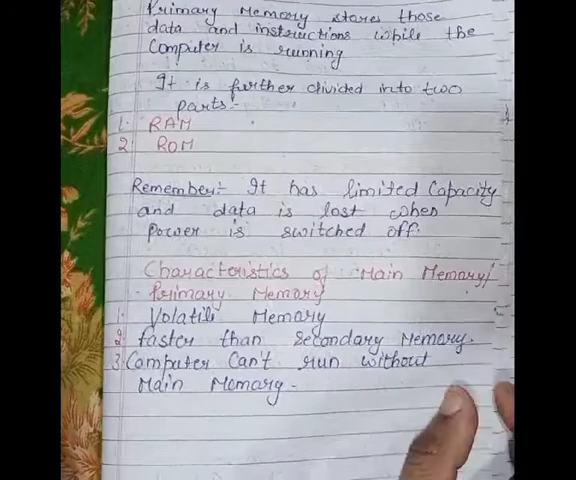 Primary Memory stores those
data and instructions while the
Computer is running
It is further divided into two
parts:-
1. RAM
2 ROM
Remember:- It has limited Capacity
and data is lost when
power is switched off.
Characteristics of Main Memory/
Primary Memory
1. Volatile Memory
2 faster than Secondary Memory.
3. Computer Can't run without
Main Memory-